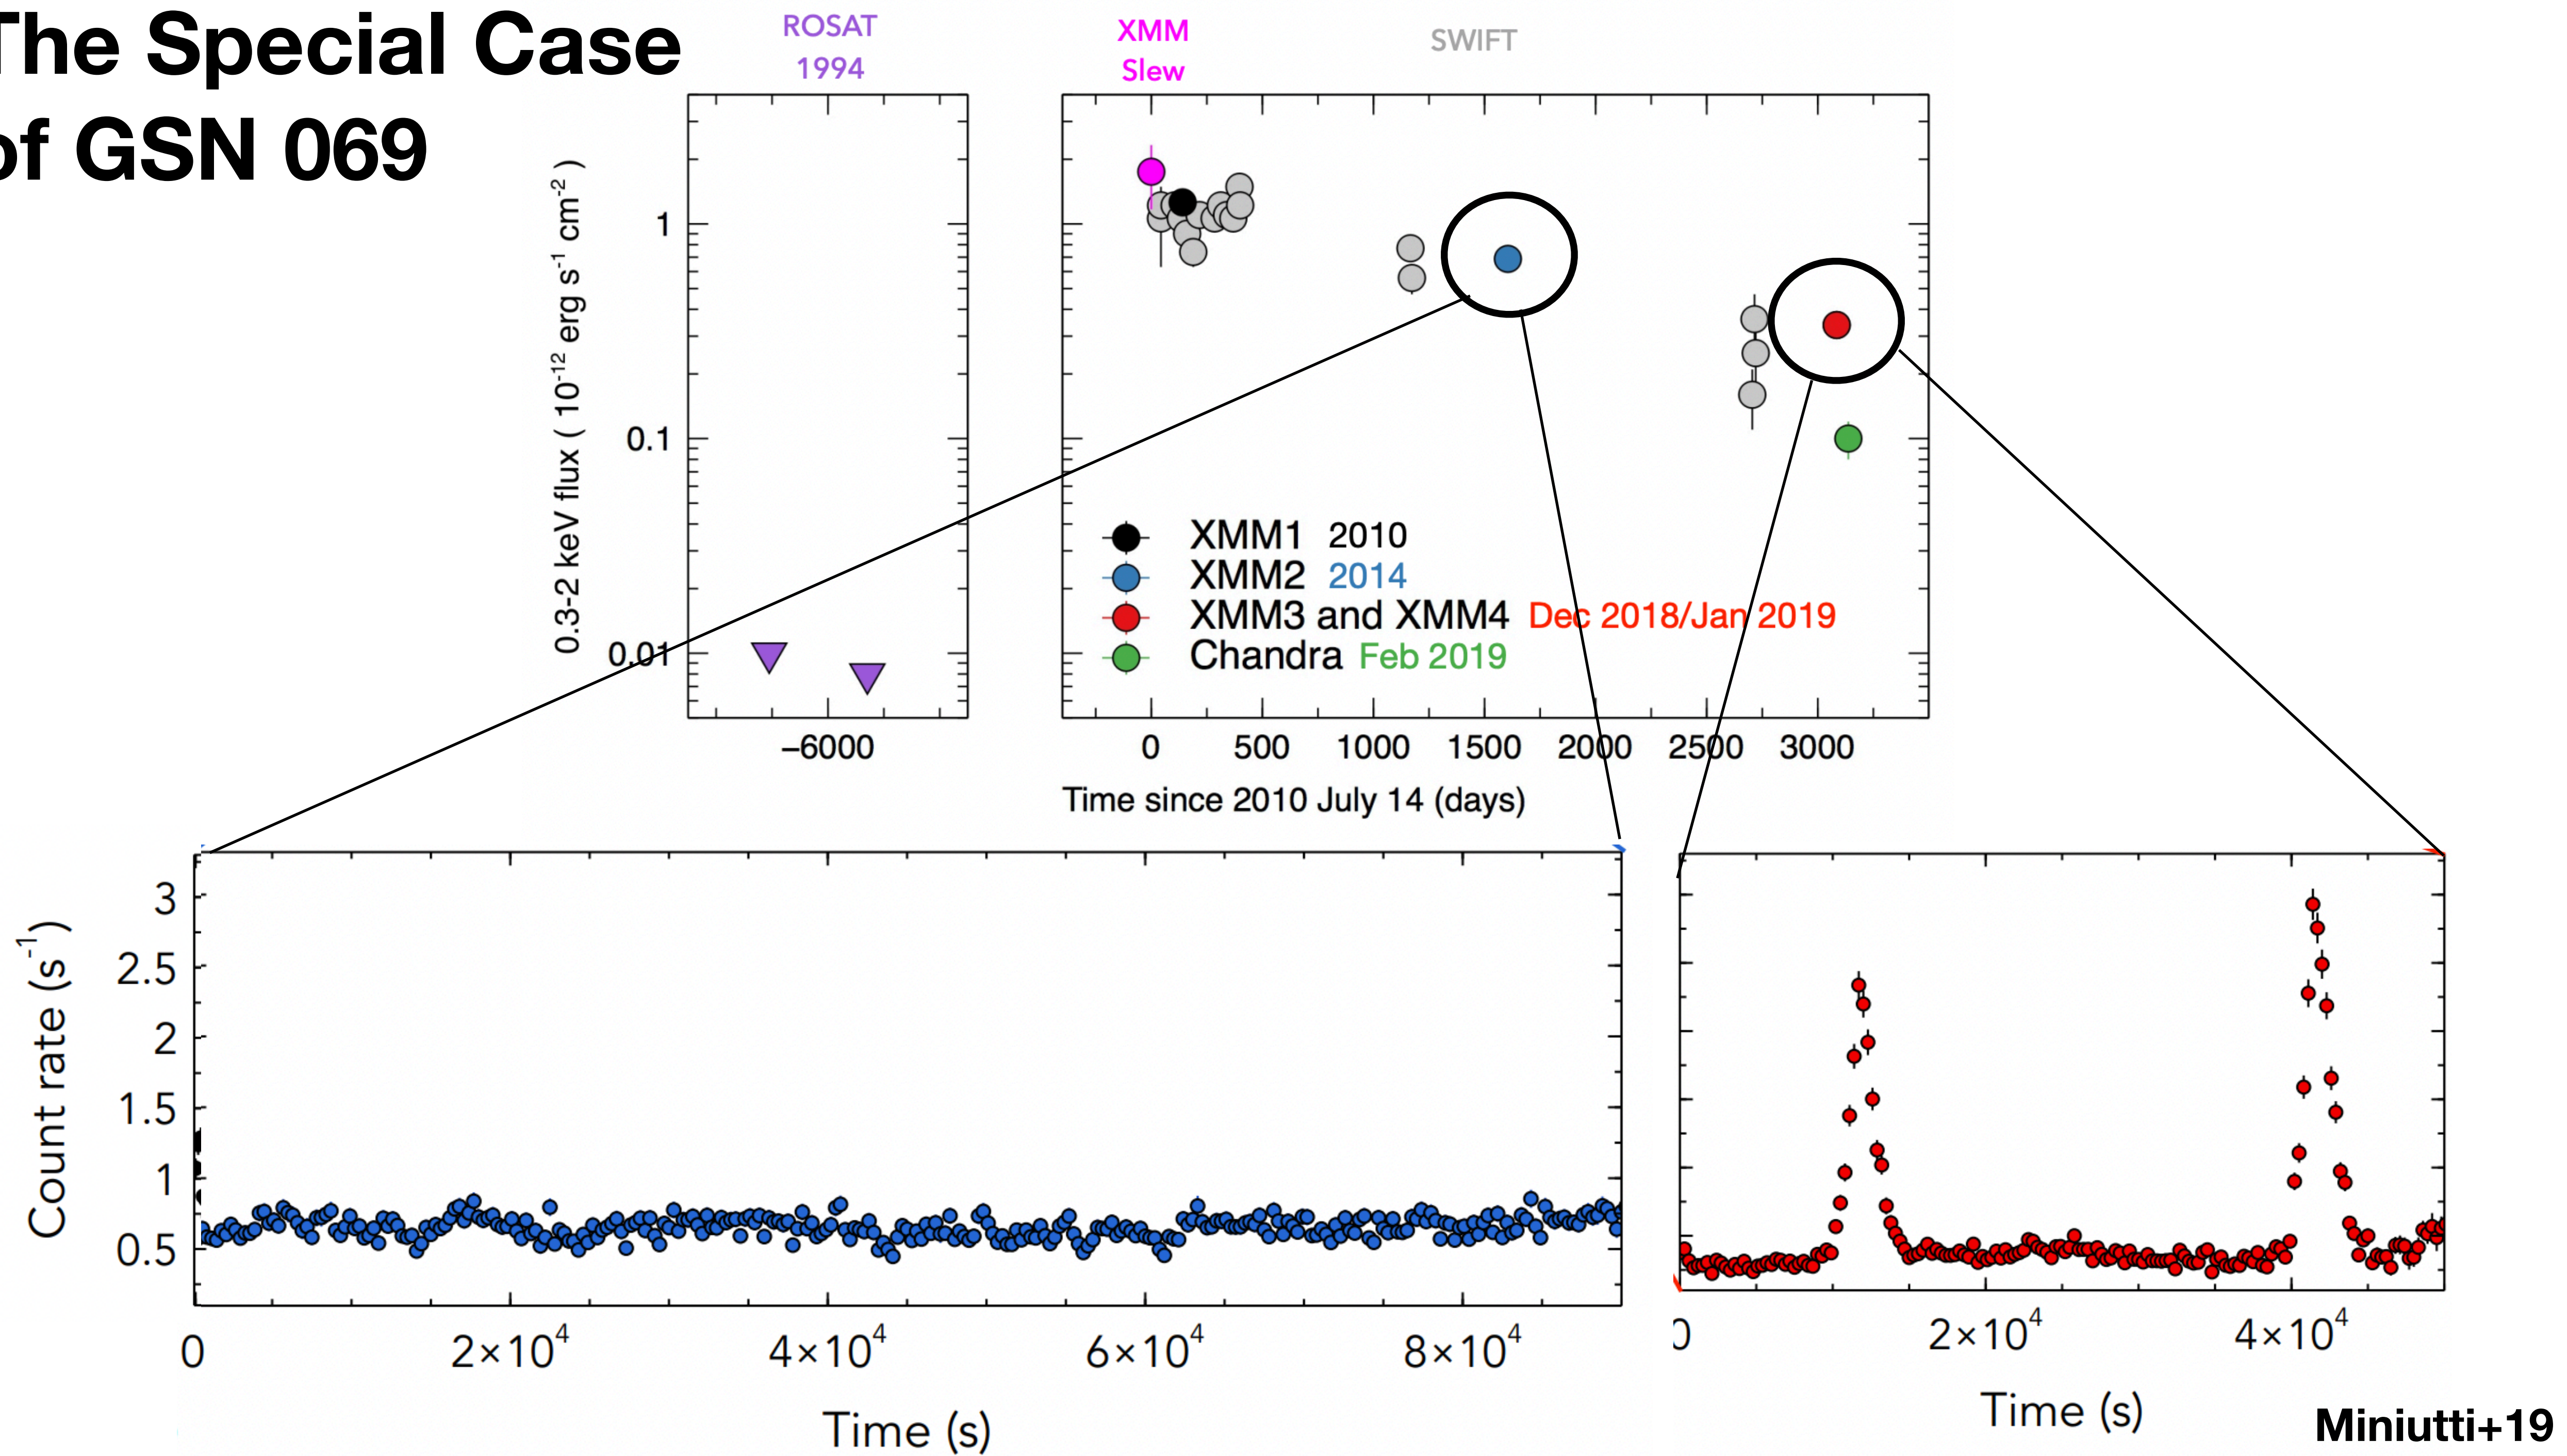 The Special Case
of GSN 069
ROSAT
1994
XMM
Slew
SWIFT
0.3-2 keV flux ( 10⁻¹² erg s⁻¹ cm⁻² )
1
0.1
0.01
XMM1 2010
XMM2 2014
XMM3 and XMM4 Dec 2018/Jan 2019
Chandra Feb 2019
−6000
0 500 1000 1500 2000 2500 3000
Time since 2010 July 14 (days)
Count rate (s⁻¹)
3
2.5
2
1.5
1
0.5
0 2×10⁴ 4×10⁴ 6×10⁴ 8×10⁴
Time (s)
0 2×10⁴ 4×10⁴
Time (s)
Miniutti+19